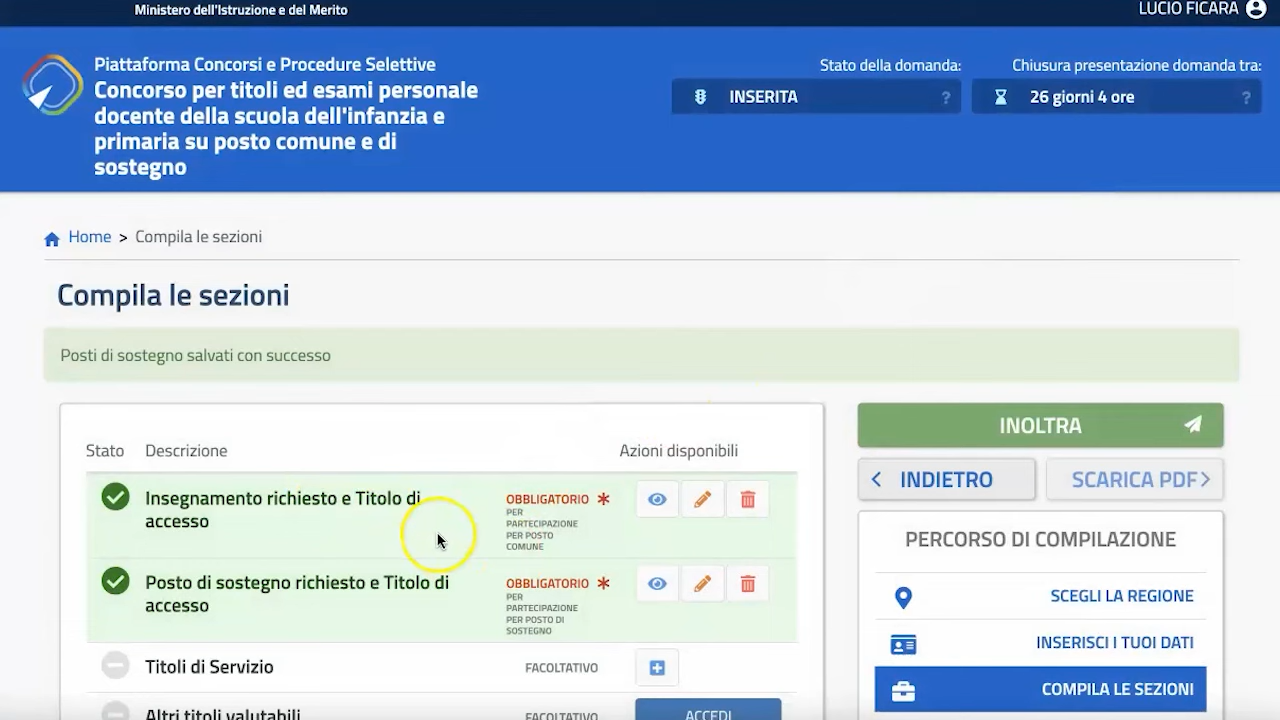 Ministero dell'Istruzione e del Merito
LUCIO FICARA
Piattaforma Concorsi e Procedure Selettive
Concorso per titoli ed esami personale
docente della scuola dell'infanzia e
primaria su posto comune e di
sostegno
Stato della domanda:
INSERITA ?
Chiusura presentazione domanda tra:
26 giorni 4 ore ?
Home > Compila le sezioni
Compila le sezioni
Posti di sostegno salvati con successo
Stato Descrizione Azioni disponibili
Insegnamento richiesto e Titolo di
accesso
OBBLIGATORIO *
PER
PARTECIPAZIONE
PER POSTO
COMUNE
Posto di sostegno richiesto e Titolo di
accesso
OBBLIGATORIO *
PER
PARTECIPAZIONE
PER POSTO DI
SOSTEGNO
Titoli di Servizio FACOLTATIVO
Altri titoli valutabili FACOLTATIVO ACCEDI
INOLTRA
INDIETRO
SCARICA PDF
PERCORSO DI COMPILAZIONE
SCEGLI LA REGIONE
INSERISCI I TUOI DATI
COMPILA LE SEZIONI